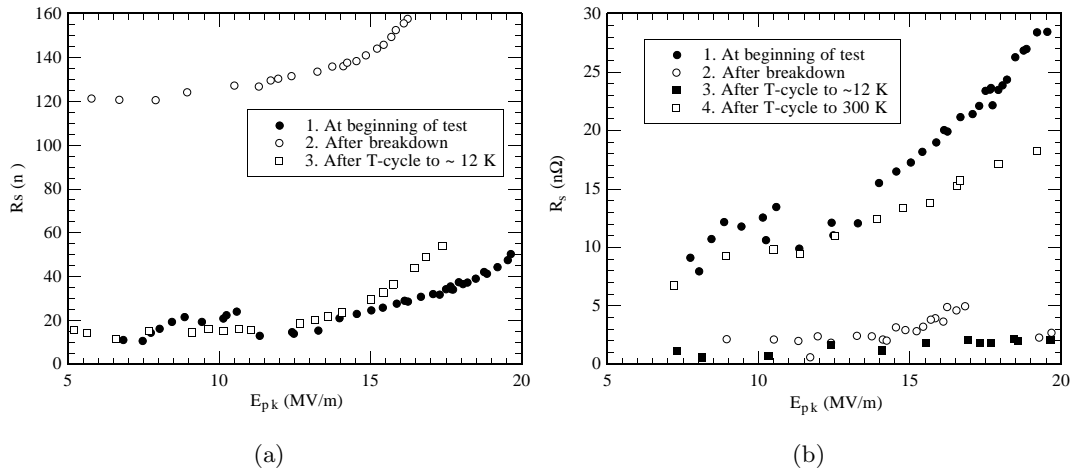 160
140
120
100
80
60
40
20
0
Rs (n )
1. At beginning of test
2. After breakdown
3. After T-cycle to ~ 12 K
5
10
15
20
E p k (MV/m)
(a)
30
25
20
15
10
5
0
R s (nΩ)
1. At beginning of test
2. After breakdown
3. After T-cycle to ~12 K
4. After T-cycle to 300 K
5
10
15
20
E p k (MV/m)
(b)